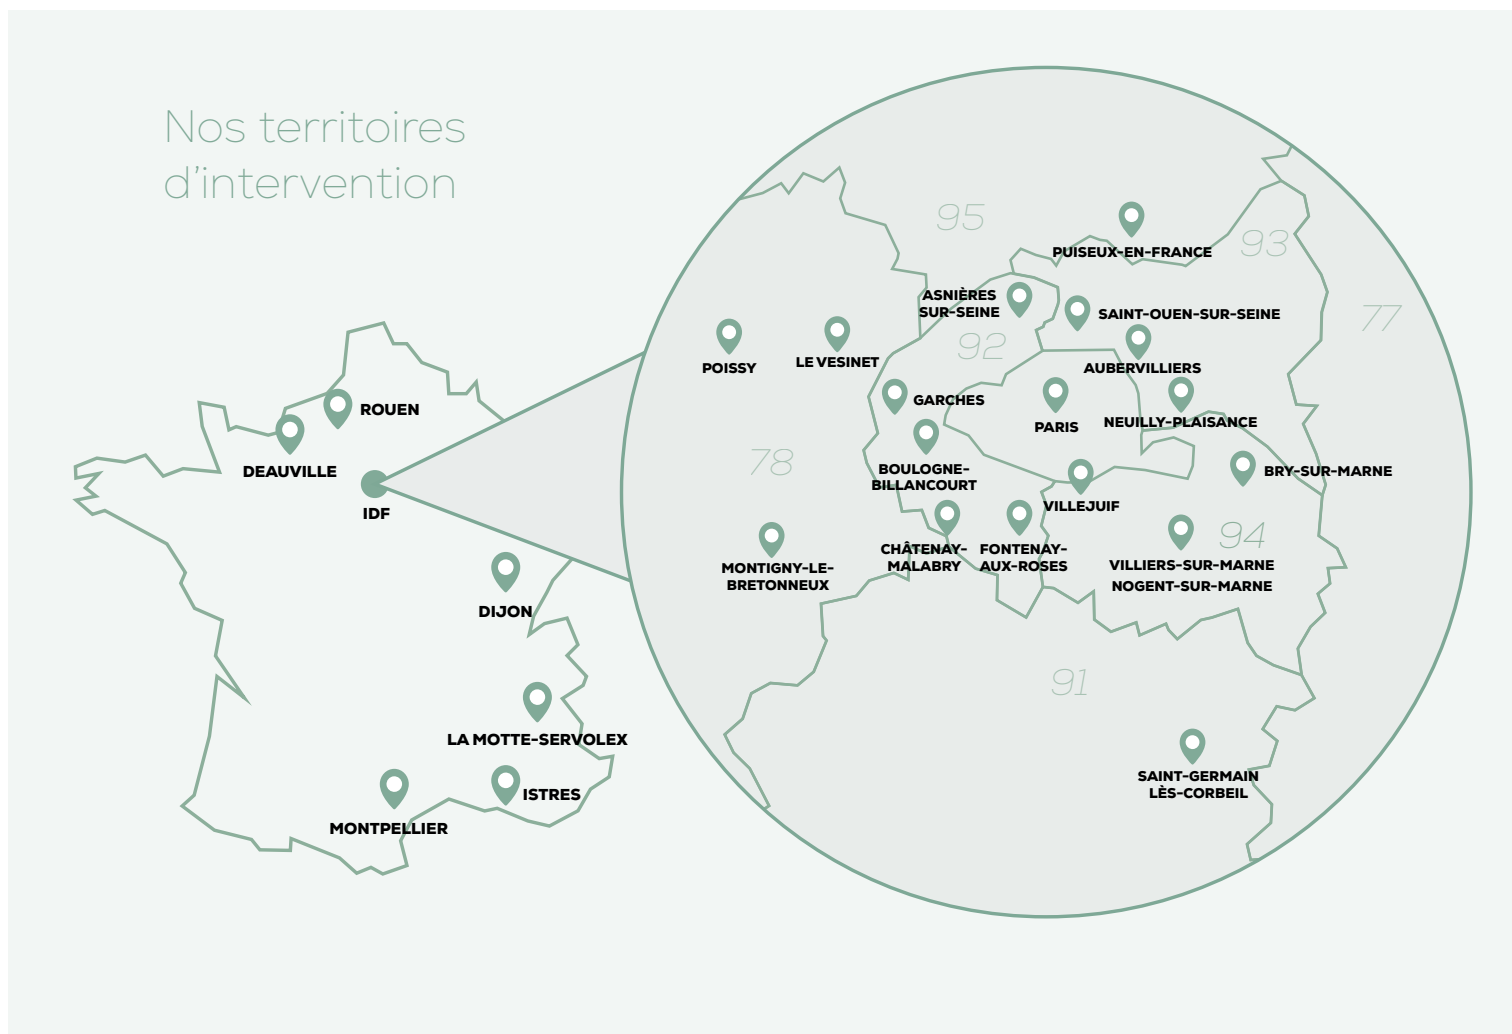 Nos territoires
d'intervention
ROUEN
DEAUVILLE
IDF
DIJON
LA MOTTE-SERVOLEX
ISTRES
MONTPELLIER
95
PUISEUX-EN-FRANCE
93
ASNIÈRES
SUR-SEINE
SAINT-OUEN-SUR-SEINE
77
92
POISSY
LE VESINET
AUBERVILLIERS
GARCHES
PARIS
NEUILLY-PLAISANCE
78
BOULOGNE-
BILLANCOURT
BRY-SUR-MARNE
VILLEJUIF
94
MONTIGNY-LE-
BRETONNEUX
CHÂTENAY-
MALABRY
FONTENAY-
AUX-ROSES
VILLIERS-SUR-MARNE
NOGENT-SUR-MARNE
91
SAINT-GERMAIN
LÈS-CORBEIL